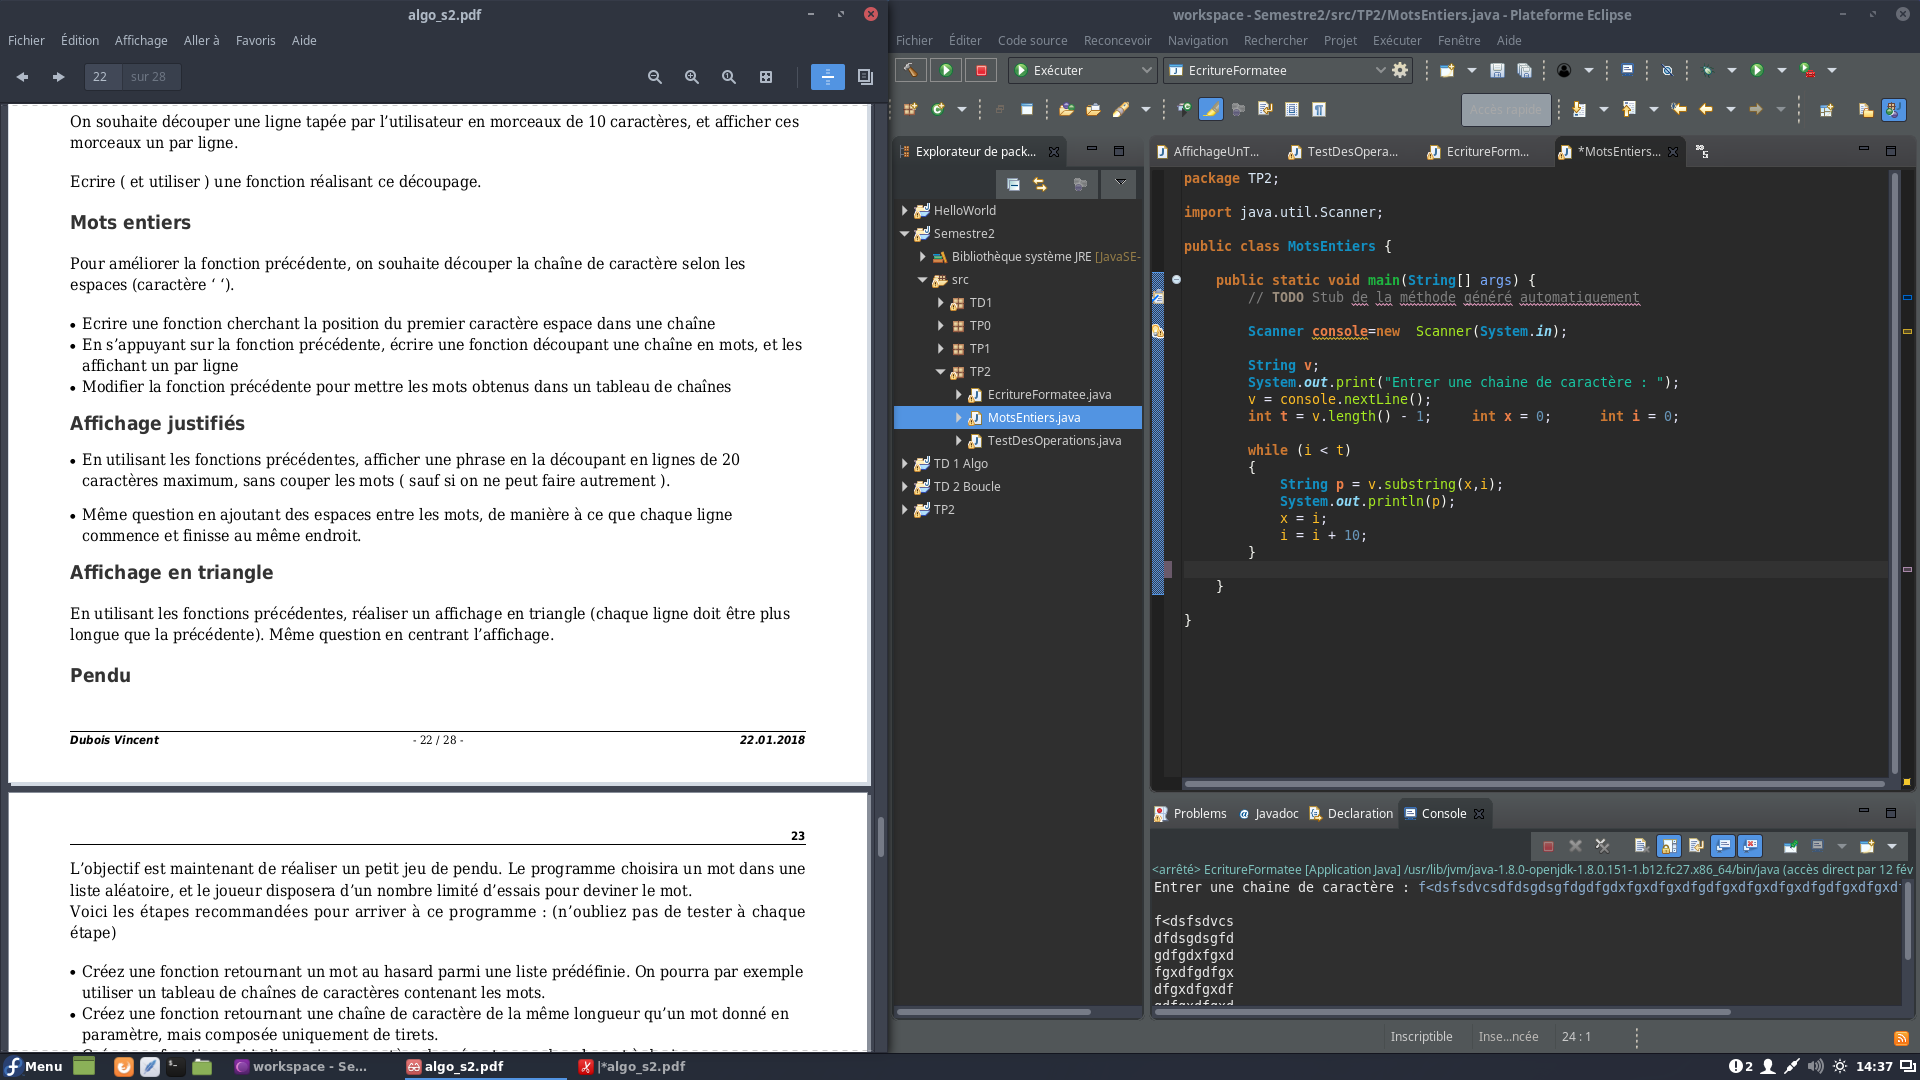 algo_s2.pdf
Fichier Édition Affichage Aller à Favoris Aide
22 sur 28
On souhaite découper une ligne tapée par l'utilisateur en morceaux de 10 caractères, et afficher ces
morceaux un par ligne.
Ecrire ( et utiliser ) une fonction réalisant ce découpage.
Mots entiers
Pour améliorer la fonction précédente, on souhaite découper la chaîne de caractère selon les
espaces (caractère ' ').
• Ecrire une fonction cherchant la position du premier caractère espace dans une chaîne
• En s'appuyant sur la fonction précédente, écrire une fonction découpant une chaîne en mots, et les
affichant un par ligne
• Modifier la fonction précédente pour mettre les mots obtenus dans un tableau de chaînes
Affichage justifiés
• En utilisant les fonctions précédentes, afficher une phrase en la découpant en lignes de 20
caractères maximum, sans couper les mots ( sauf si on ne peut faire autrement ).
• Même question en ajoutant des espaces entre les mots, de manière à ce que chaque ligne
commence et finisse au même endroit.
Affichage en triangle
En utilisant les fonctions précédentes, réaliser un affichage en triangle (chaque ligne doit être plus
longue que la précédente). Même question en centrant l'affichage.
Pendu
Dubois Vincent - 22 / 28 - 22.01.2018
23
L'objectif est maintenant de réaliser un petit jeu de pendu. Le programme choisira un mot dans une
liste aléatoire, et le joueur disposera d'un nombre limité d'essais pour deviner le mot.
Voici les étapes recommandées pour arriver à ce programme : (n'oubliez pas de tester à chaque
étape)
• Créez une fonction retournant un mot au hasard parmi une liste prédéfinie. On pourra par exemple
utiliser un tableau de chaînes de caractères contenant les mots.
• Créez une fonction retournant une chaîne de caractère de la même longueur qu'un mot donné en
paramètre, mais composée uniquement de tirets.
workspace - Semestre2/src/TP2/MotsEntiers.java - Plateforme Eclipse
Fichier Éditer Code source Reconcevoir Navigation Rechercher Projet Exécuter Fenêtre Aide
Exécuter EcritureFormatee
Accès rapide
Explorateur de pack...
HelloWorld
Semestre2
Bibliothèque système JRE [JavaSE-
src
TD1
TP0
TP1
TP2
EcritureFormatee.java
MotsEntiers.java
TestDesOperations.java
TD 1 Algo
TD 2 Boucle
TP2
AffichageUnT... TestDesOpera... EcritureForm... *MotsEntiers...
package TP2;
import java.util.Scanner;
public class MotsEntiers {
public static void main(String[] args) {
// TODO Stub de la méthode généré automatiquement
Scanner console=new  Scanner(System.in);
String v;
System.out.print("Entrer une chaine de caractère : ");
v = console.nextLine();
int t = v.length() - 1;     int x = 0;      int i = 0;
while (i < t)
{
String p = v.substring(x,i);
System.out.println(p);
x = i;
i = i + 10;
}
}
}
Problems Javadoc Declaration Console
<arrêté> EcritureFormatee [Application Java] /usr/lib/jvm/java-1.8.0-openjdk-1.8.0.151-1.b12.fc27.x86_64/bin/java (accès direct par 12 fév
Entrer une chaine de caractère : f<dsfsdvcsdfdsgdsgfdgdfgdxfgxdfgxdfgdfgxdfgxdfgxdfgxdfgdfgxdfgxd
f<dsfsdvcs
dfdsgdsgfd
gdfgdxfgxd
fgxdfgdfgx
dfgxdfgxdf
gdfgxdfgxd
Inscriptible Inse...ncée 24 : 1
Menu workspace - Se... algo_s2.pdf |*algo_s2.pdf 2 14:37